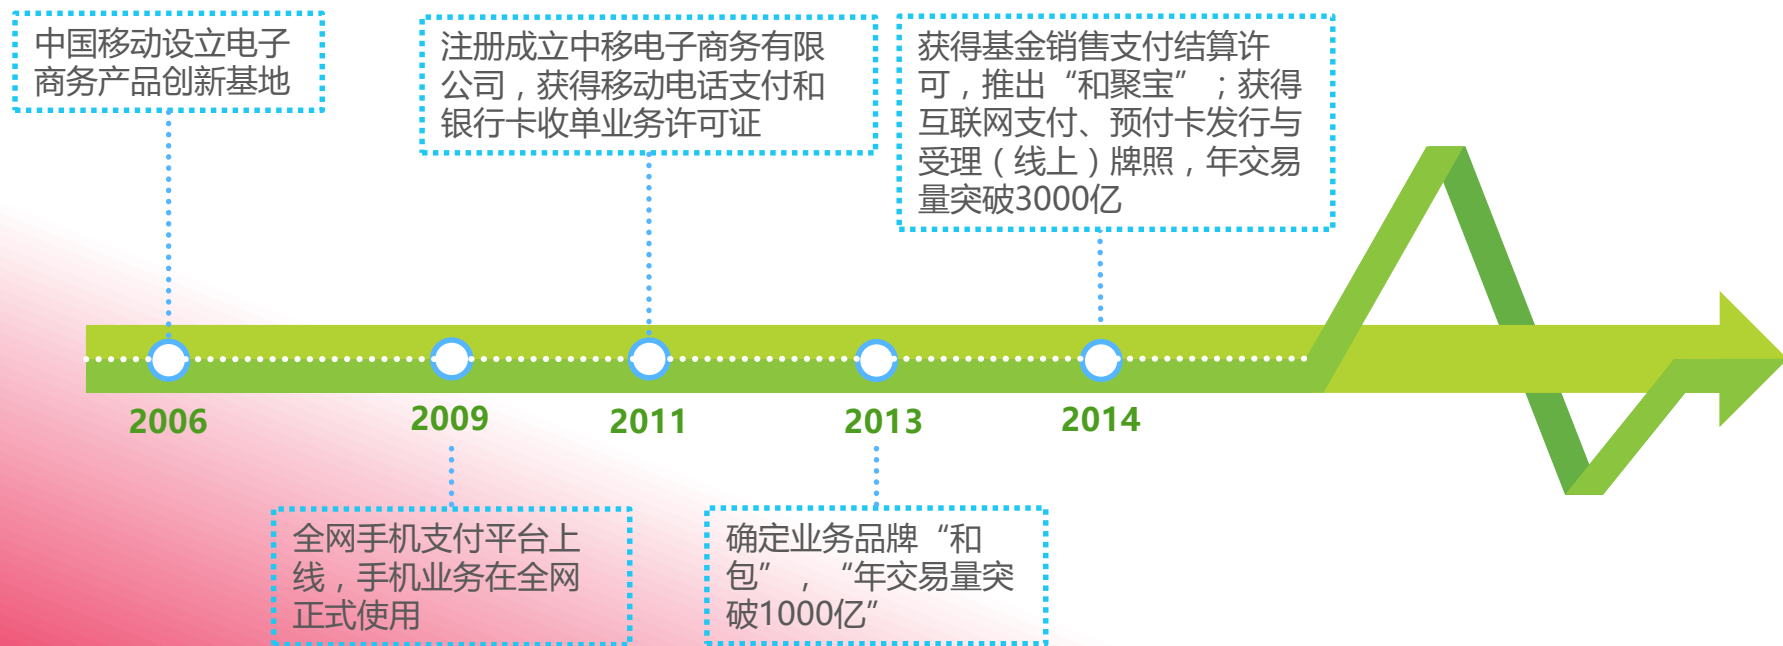 中国移动设立电子
商务产品创新基地
注册成立中移电子商务有限
公司，获得移动电话支付和
银行卡收单业务许可证
获得基金销售支付结算许
可，推出“和聚宝”；获得
互联网支付、预付卡发行与
受理（线上）牌照，年交易
量突破3000亿
2006
2009
2011
2013
2014
全网手机支付平台上
线，手机业务在全网
正式使用
确定业务品牌“和
包”，“年交易量突
破1000亿”